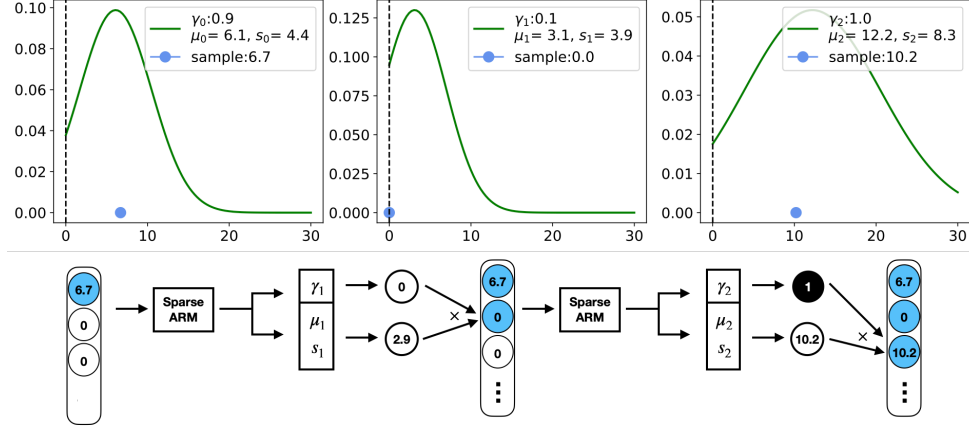 0.10
0.08
0.06
0.04
0.02
0.00
0
10
20
30
γ₀:0.9
μ₀= 6.1, s₀= 4.4
sample:6.7
0.125
0.100
0.075
0.050
0.025
0.000
0
10
20
30
γ₁:0.1
μ₁= 3.1, s₁= 3.9
sample:0.0
0.05
0.04
0.03
0.02
0.01
0.00
0
10
20
30
γ₂:1.0
μ₂= 12.2, s₂= 8.3
sample:10.2
6.7
0
0
Sparse
ARM
γ₁
μ₁
s₁
0
2.9
×
6.7
0
0
Sparse
ARM
γ₂
μ₂
s₂
1
10.2
×
6.7
0
10.2